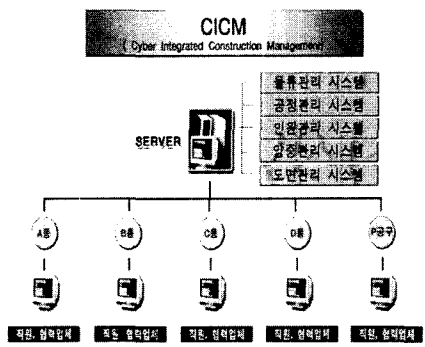 CICM
( Cyber Integrated Construction Management)
물류관리 시스템
공정관리 시스템
인원관리 시스템
양중관리 시스템
도면관리 시스템
SERVER
A동 B동 C동 D동 P공구
직원, 협력업체 직원, 협력업체 직원, 협력업체 직원, 협력업체 직원, 협력업체